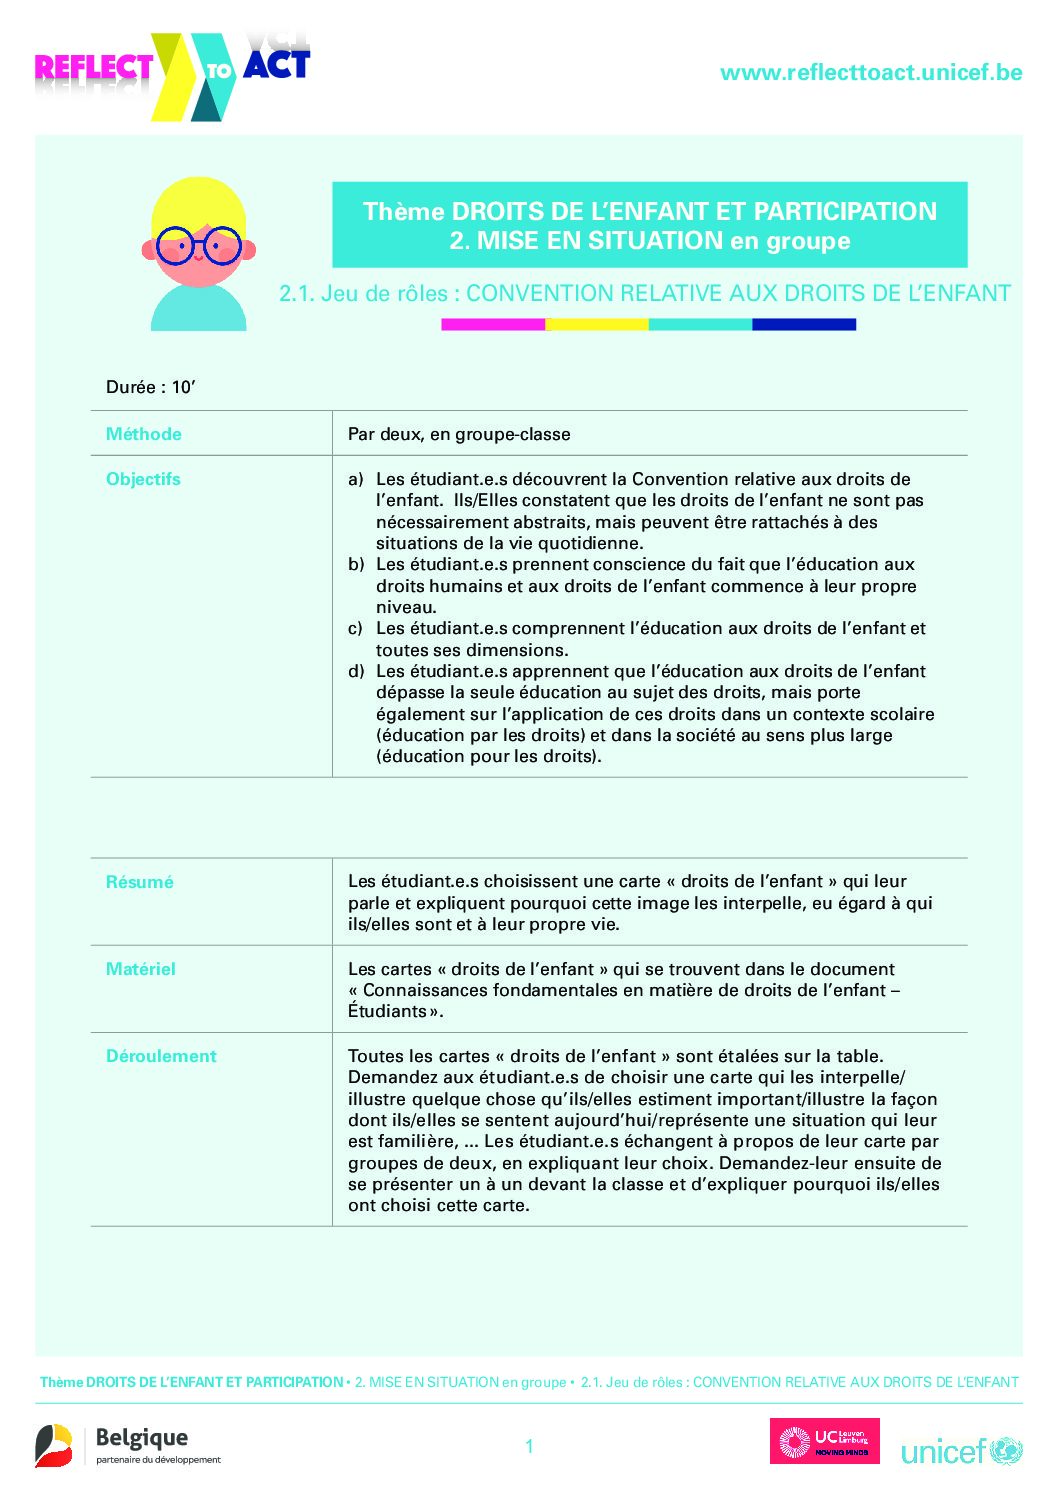 REFLECT TO ACT
www.reflecttoact.unicef.be
Thème DROITS DE L’ENFANT ET PARTICIPATION
2. MISE EN SITUATION en groupe
2.1. Jeu de rôles : CONVENTION RELATIVE AUX DROITS DE L’ENFANT
Durée : 10’
Méthode
Par deux, en groupe-classe
Objectifs
a) Les étudiant.e.s découvrent la Convention relative aux droits de
l’enfant. Ils/Elles constatent que les droits de l’enfant ne sont pas
nécessairement abstraits, mais peuvent être rattachés à des
situations de la vie quotidienne.
b) Les étudiant.e.s prennent conscience du fait que l’éducation aux
droits humains et aux droits de l’enfant commence à leur propre
niveau.
c) Les étudiant.e.s comprennent l’éducation aux droits de l’enfant et
toutes ses dimensions.
d) Les étudiant.e.s apprennent que l’éducation aux droits de l’enfant
dépasse la seule éducation au sujet des droits, mais porte
également sur l’application de ces droits dans un contexte scolaire
(éducation par les droits) et dans la société au sens plus large
(éducation pour les droits).
Résumé
Les étudiant.e.s choisissent une carte « droits de l’enfant » qui leur
parle et expliquent pourquoi cette image les interpelle, eu égard à qui
ils/elles sont et à leur propre vie.
Matériel
Les cartes « droits de l’enfant » qui se trouvent dans le document
« Connaissances fondamentales en matière de droits de l’enfant –
Étudiants ».
Déroulement
Toutes les cartes « droits de l’enfant » sont étalées sur la table.
Demandez aux étudiant.e.s de choisir une carte qui les interpelle/
illustre quelque chose qu’ils/elles estiment important/illustre la façon
dont ils/elles se sentent aujourd’hui/représente une situation qui leur
est familière, ... Les étudiant.e.s échangent à propos de leur carte par
groupes de deux, en expliquant leur choix. Demandez-leur ensuite de
se présenter un à un devant la classe et d’expliquer pourquoi ils/elles
ont choisi cette carte.
Thème DROITS DE L’ENFANT ET PARTICIPATION • 2. MISE EN SITUATION en groupe • 2.1. Jeu de rôles : CONVENTION RELATIVE AUX DROITS DE L’ENFANT
Belgique
partenaire du développement
1
UC Leuven
Limburg
MOVING MINDS
unicef